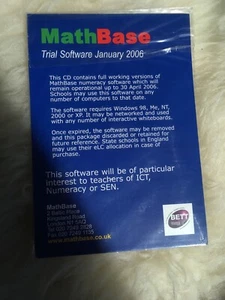 MathBase
Trial Software January 2006
This CD contains full working versions of
MathBase numeracy software which will
remain operational up to 30 April 2006.
Schools may use this software on any
number of computers to that date.
The software requires Windows 98, Me, NT,
2000 or XP. It may be networked and used
with any number of interactive whiteboards.
Once expired, the software may be removed
and this package discarded or retained for
future reference. State schools in England
may use their eLC allocation in case of
purchase.
This software will be of particular
interest to teachers of ICT,
Numeracy or SEN.
MathBase
Kingsland Road
www.mathbase.co.uk
BETT